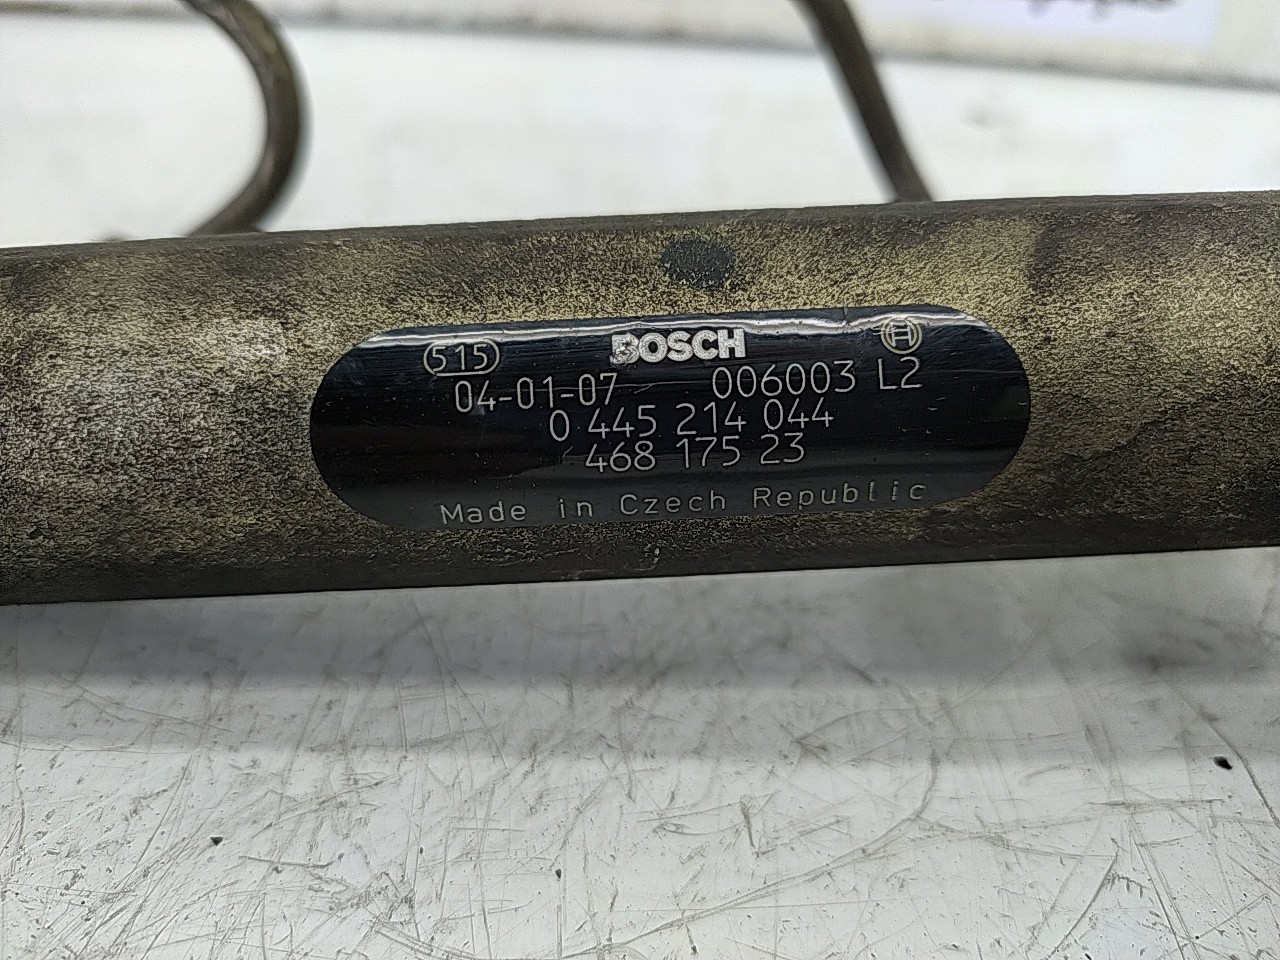 515 BOSCH
04-01-07 006003 L2
0 445 214 044
468 175 23
Made in Czech Republic